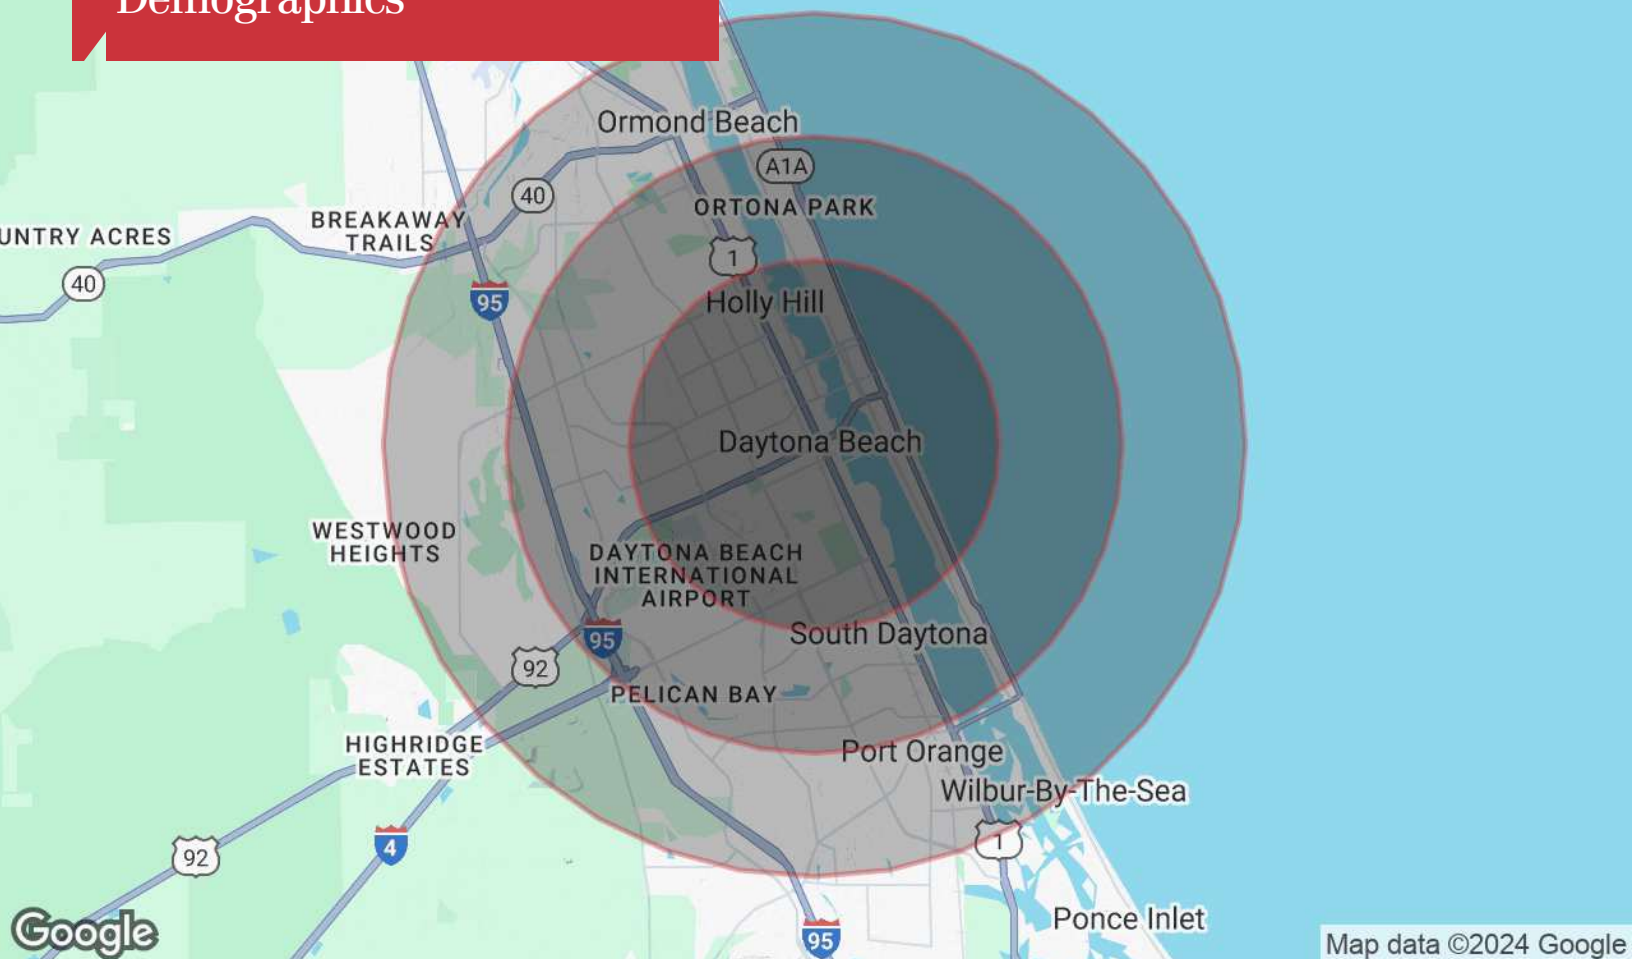 Demographics
Ormond Beach
A1A
40
ORTONA PARK
BREAKAWAY
TRAILS
UNTRY ACRES
1
40
95
Holly Hill
Daytona Beach
WESTWOOD
HEIGHTS
DAYTONA BEACH
INTERNATIONAL
AIRPORT
South Daytona
95
92
PELICAN BAY
HIGHRIDGE
ESTATES
Port Orange
Wilbur-By-The-Sea
1
4
92
Ponce Inlet
Google
95
Map data ©2024 Google